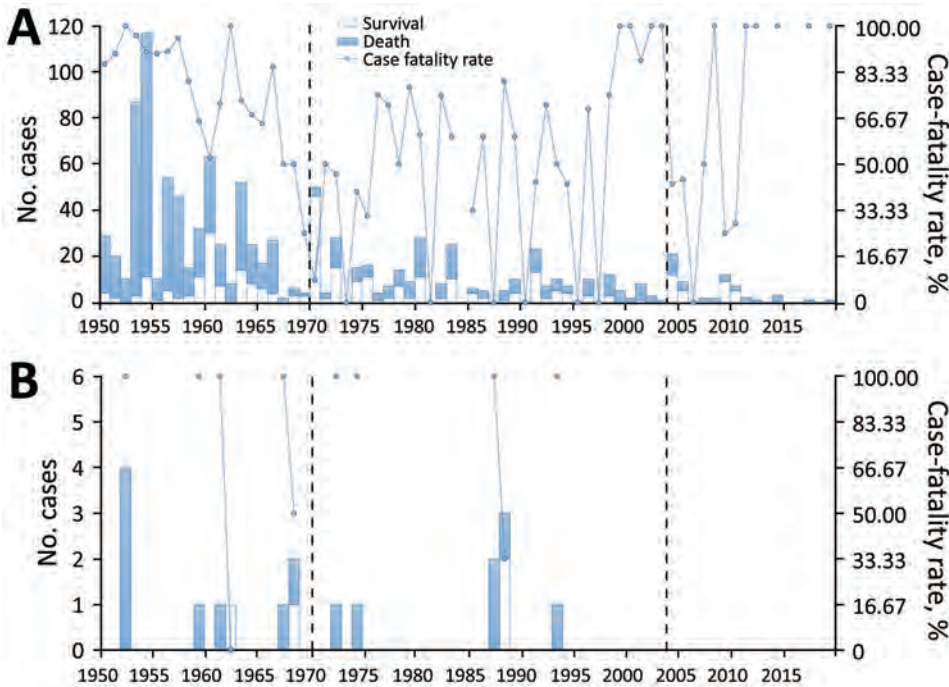 A
Survival
Death
Case fatality rate
No. cases
120
100
80
60
40
20
0
100.00
83.33
66.67
50.00
33.33
16.67
0
Case-fatality rate, %
1950 1955 1960 1965 1970 1975 1980 1985 1990 1995 2000 2005 2010 2015
B
No. cases
6
5
4
3
2
1
0
100.00
83.33
66.67
50.00
33.33
16.67
0
Case-fatality rate, %
1950 1955 1960 1965 1970 1975 1980 1985 1990 1995 2000 2005 2010 2015